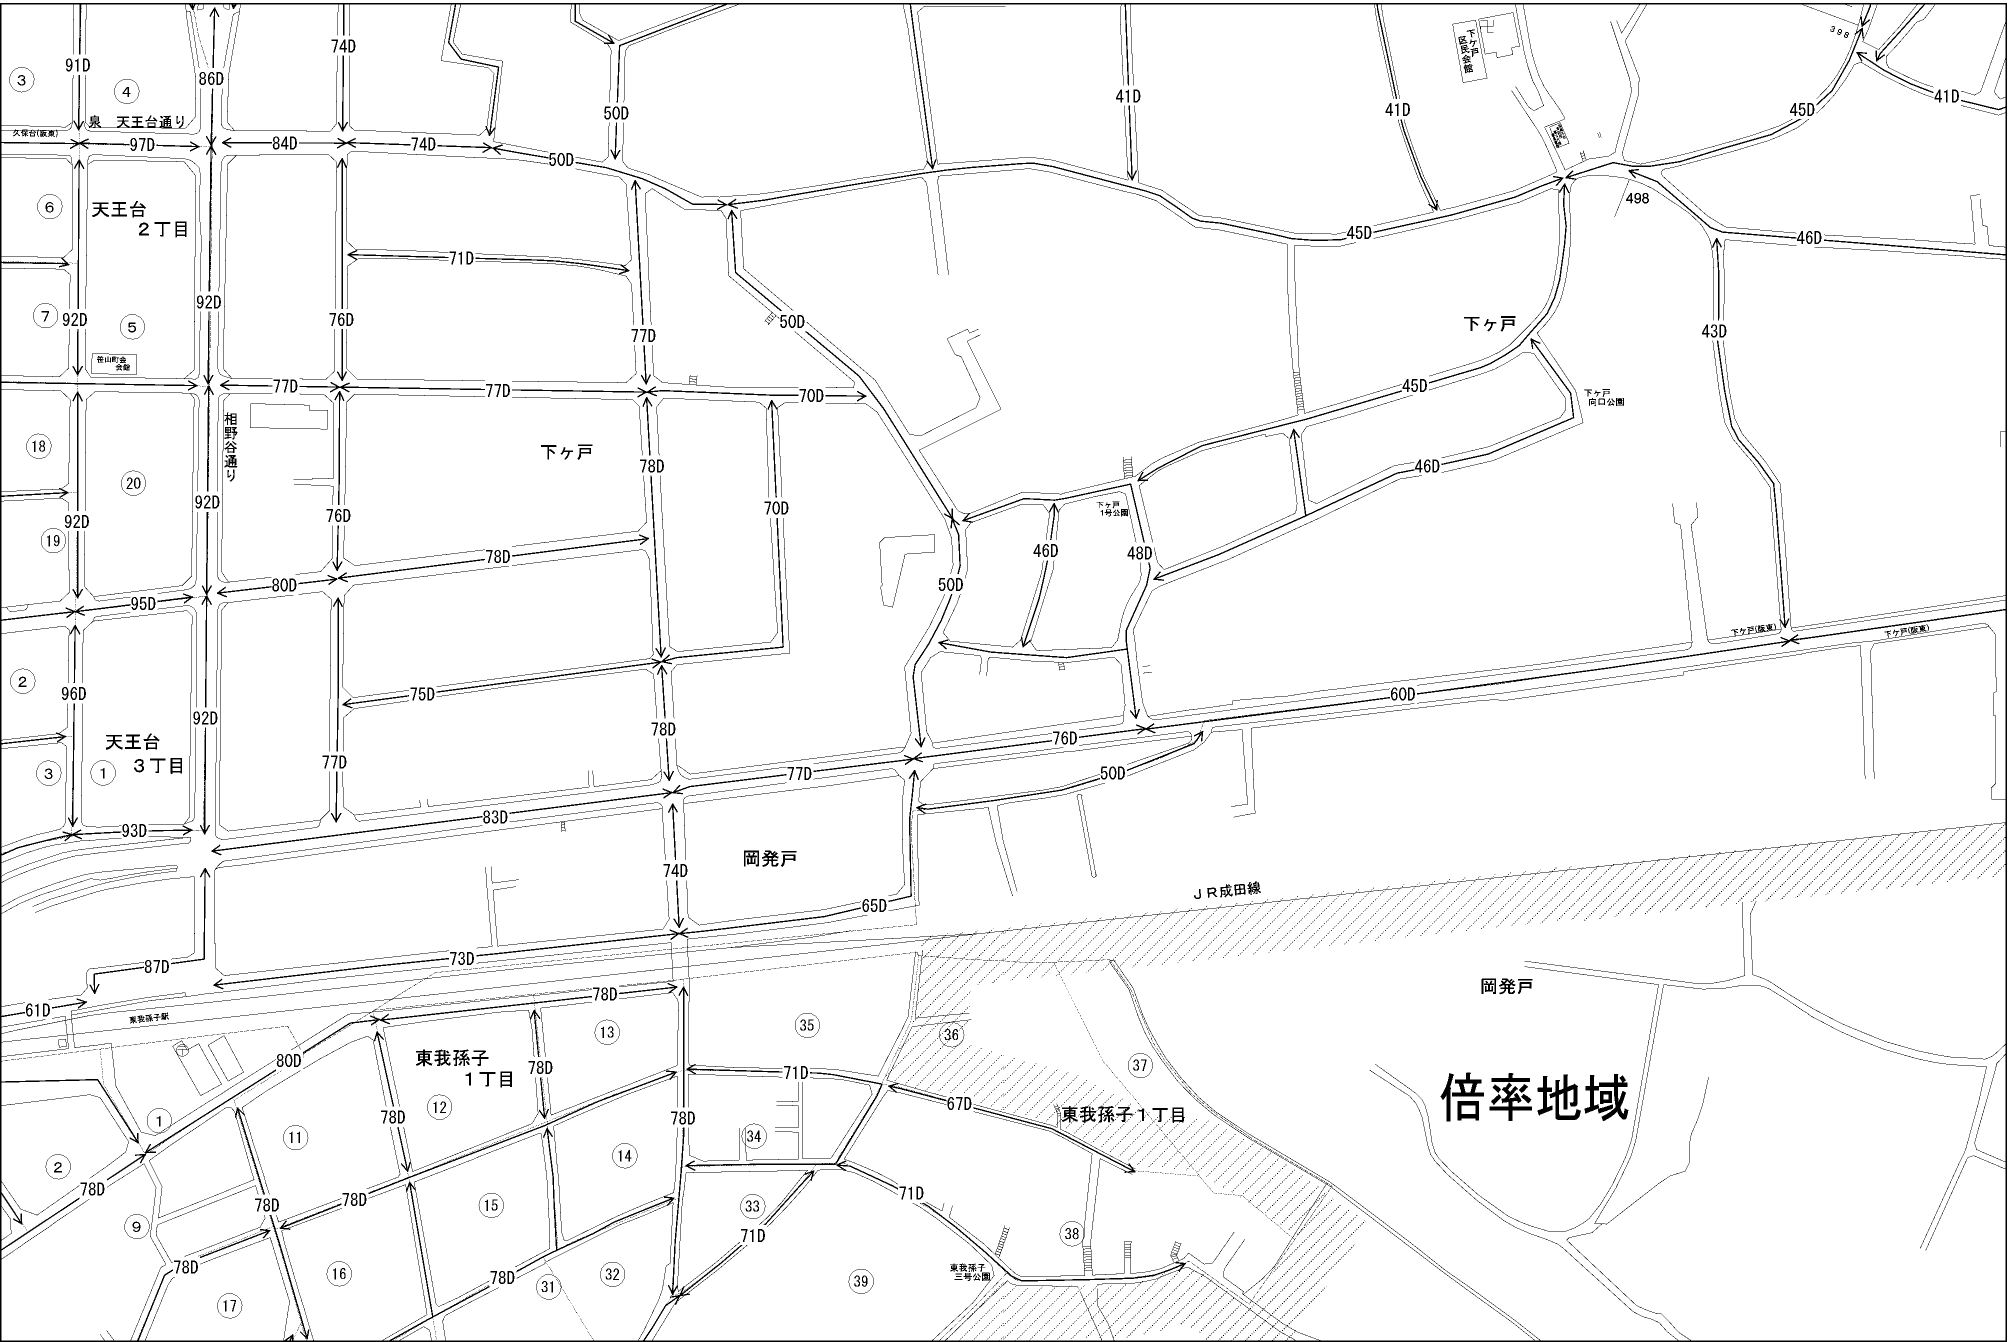 91D
86D
74D
③
④
50D
41D
41D
下ヶ戸
区民会館
398
45D
41D
泉 天王台通り
久保台(阪東)
97D
84D
74D
50D
⑥
天王台
2丁目
498
45D
46D
71D
92D
⑦
92D
⑤
76D
77D
50D
下ヶ戸
43D
笹山町会
会館
77D
77D
70D
45D
下ヶ戸
向口公園
相野谷通り
⑱
下ヶ戸
78D
46D
⑳
92D
92D
76D
70D
下ヶ戸
1号公園
⑲
78D
46D
48D
80D
50D
95D
下ヶ戸(阪東)
下ヶ戸(阪東)
②
96D
75D
60D
92D
78D
76D
天王台
3丁目
③
①
77D
77D
50D
93D
83D
岡発戸
74D
JR成田線
65D
73D
87D
岡発戸
78D
61D
東我孫子駅
⑬
㉟
㊱
80D
東我孫子
1丁目
78D
71D
㊲
倍率地域
67D
①
78D
⑫
78D
東我孫子1丁目
⑪
㉞
②
⑭
78D
78D
78D
71D
⑨
⑮
㉝
71D
㊳
78D
78D
⑯
㉛
㉜
東我孫子
三号公園
㊴
⑰